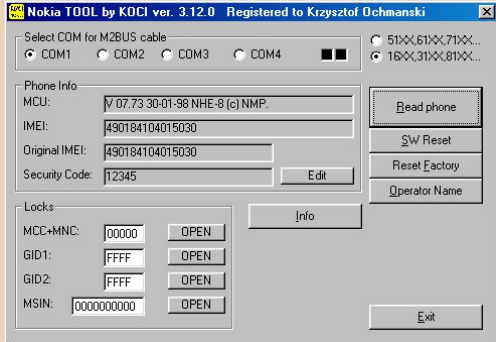 Nokia TOOL by KOCI ver. 3.12.0 Registered to Krzysztof Ochmanski
Select COM for M2BUS cable
COM1 COM2 COM3 COM4
51XX,61XX,71XX...
16XX,31XX,81XX...
Phone Info
MCU: V 07.73 30-01-98 NHE-8 (c) NMP.
IMEI: 490184104015030
Original IMEI: 490184104015030
Security Code: 12345 Edit
Read phone
SW Reset
Reset Factory
Operator Name
Locks
MCC+MNC: 00000 OPEN
GID1: FFFF OPEN
GID2: FFFF OPEN
MSIN: 0000000000 OPEN
Info
Exit